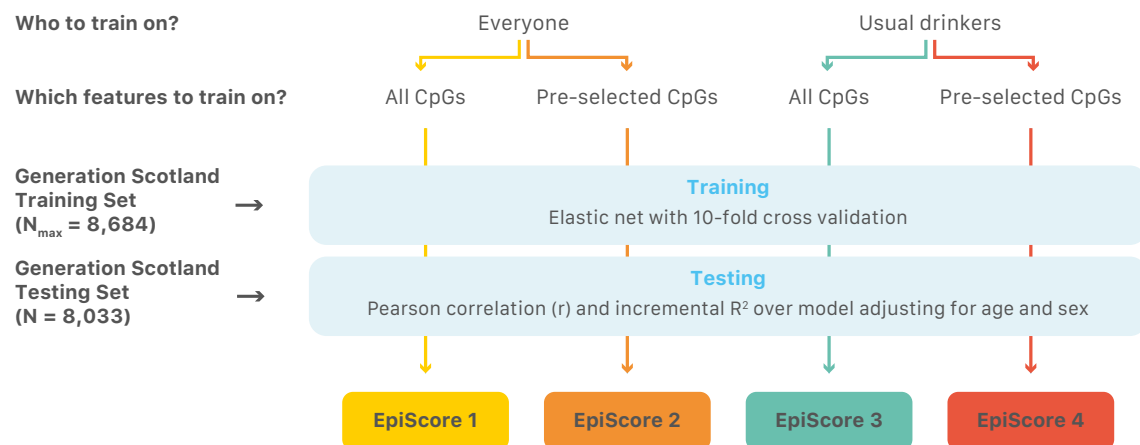 Who to train on?
Everyone
Usual drinkers
Which features to train on?
All CpGs
Pre-selected CpGs
All CpGs
Pre-selected CpGs
Generation Scotland
Training Set
(Nmax = 8,684)
Training
Elastic net with 10-fold cross validation
Generation Scotland
Testing Set
(N = 8,033)
Testing
Pearson correlation (r) and incremental R² over model adjusting for age and sex
EpiScore 1
EpiScore 2
EpiScore 3
EpiScore 4